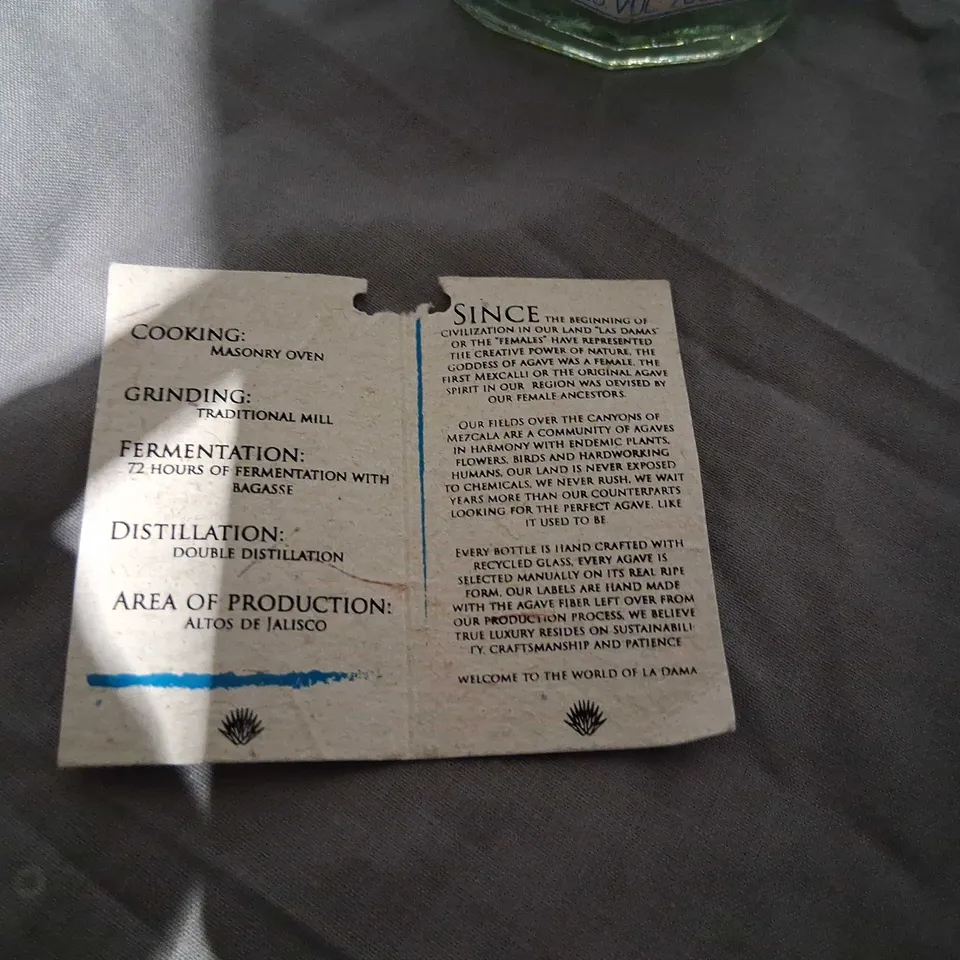 COOKING:
MASONRY OVEN
GRINDING:
TRADITIONAL MILL
FERMENTATION:
72 HOURS OF FERMENTATION WITH
BAGASSE
DISTILLATION:
DOUBLE DISTILLATION
AREA OF PRODUCTION:
ALTOS DE JALISCO
SINCE THE BEGINNING OF
CIVILIZATION IN OUR LAND "LAS DAMAS"
OR THE "FEMALES" HAVE REPRESENTED
THE CREATIVE POWER OF NATURE, THE
GODDESS OF AGAVE WAS A FEMALE, THE
FIRST MEXCALLI OR THE ORIGINAL AGAVE
SPIRIT IN OUR REGION WAS DEVISED BY
OUR FEMALE ANCESTORS.
OUR FIELDS OVER THE CANYONS OF
MEZCALA ARE A COMMUNITY OF AGAVES
IN HARMONY WITH ENDEMIC PLANTS,
FLOWERS, BIRDS AND HARDWORKING
HUMANS, OUR LAND IS NEVER EXPOSED
TO CHEMICALS, WE NEVER RUSH, WE WAIT
YEARS MORE THAN OUR COUNTERPARTS
LOOKING FOR THE PERFECT AGAVE, LIKE
IT USED TO BE
EVERY BOTTLE IS HAND CRAFTED WITH
RECYCLED GLASS, EVERY AGAVE IS
SELECTED MANUALLY ON ITS REAL RIPE
FORM, OUR LABELS ARE HAND MADE
WITH THE AGAVE FIBER LEFT OVER FROM
OUR PRODUCTION PROCESS, WE BELIEVE
TRUE LUXURY RESIDES ON SUSTAINABILI
TY, CRAFTSMANSHIP AND PATIENCE
WELCOME TO THE WORLD OF LA DAMA